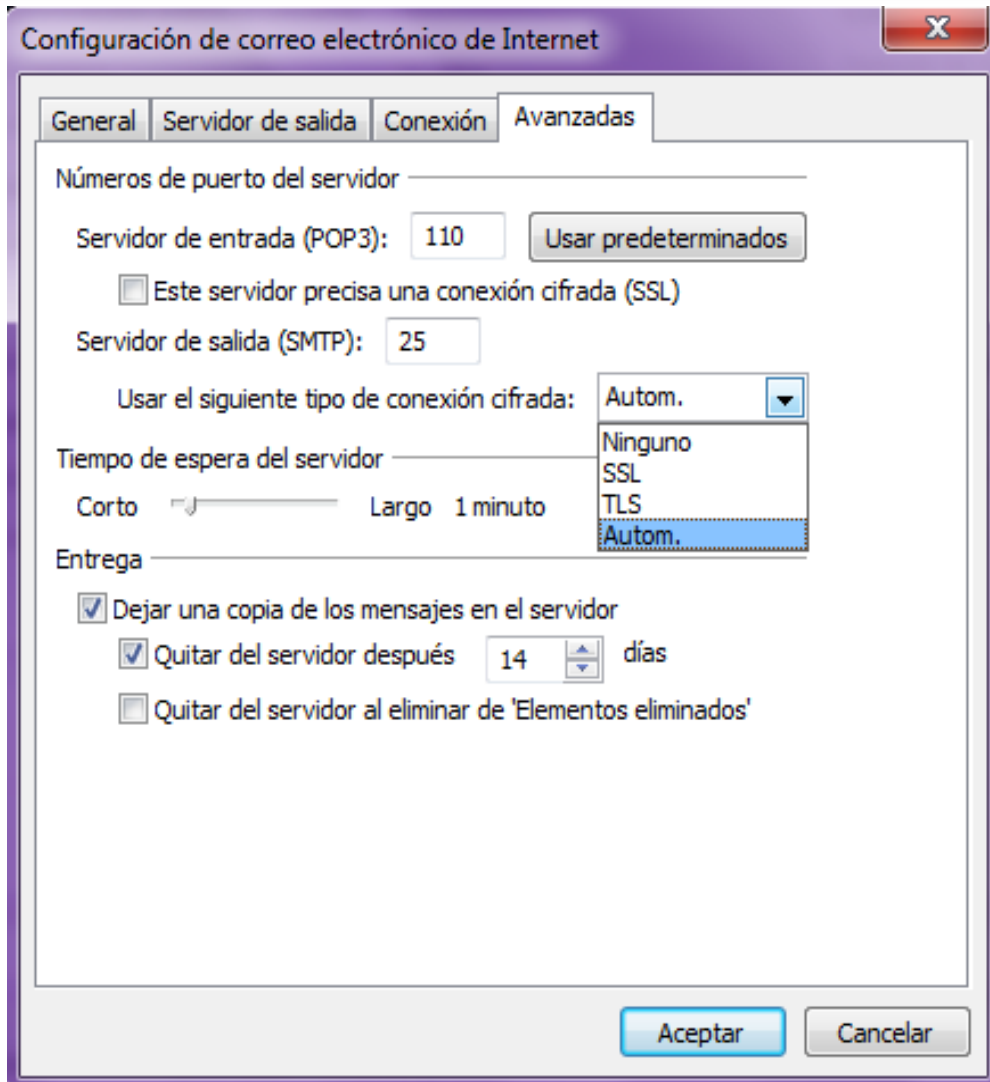 Configuración de correo electrónico de Internet
X
General Servidor de salida Conexión Avanzadas
Números de puerto del servidor
Servidor de entrada (POP3): 110 Usar predeterminados
Este servidor precisa una conexión cifrada (SSL)
Servidor de salida (SMTP): 25
Usar el siguiente tipo de conexión cifrada: Autom.
Ninguno
SSL
TLS
Autom.
Tiempo de espera del servidor
Corto Largo 1 minuto
Entrega
Dejar una copia de los mensajes en el servidor
Quitar del servidor después 14 días
Quitar del servidor al eliminar de 'Elementos eliminados'
Aceptar Cancelar